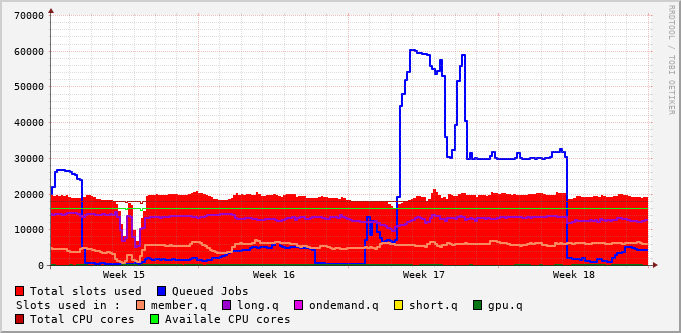 70000
60000
50000
40000
30000
20000
10000
0
Week 15 Week 16 Week 17 Week 18
Total slots used Queued Jobs
Slots used in : member.q long.q ondemand.q short.q gpu.q
Total CPU cores Availale CPU cores
RRDTOOL / TOBI OETIKER